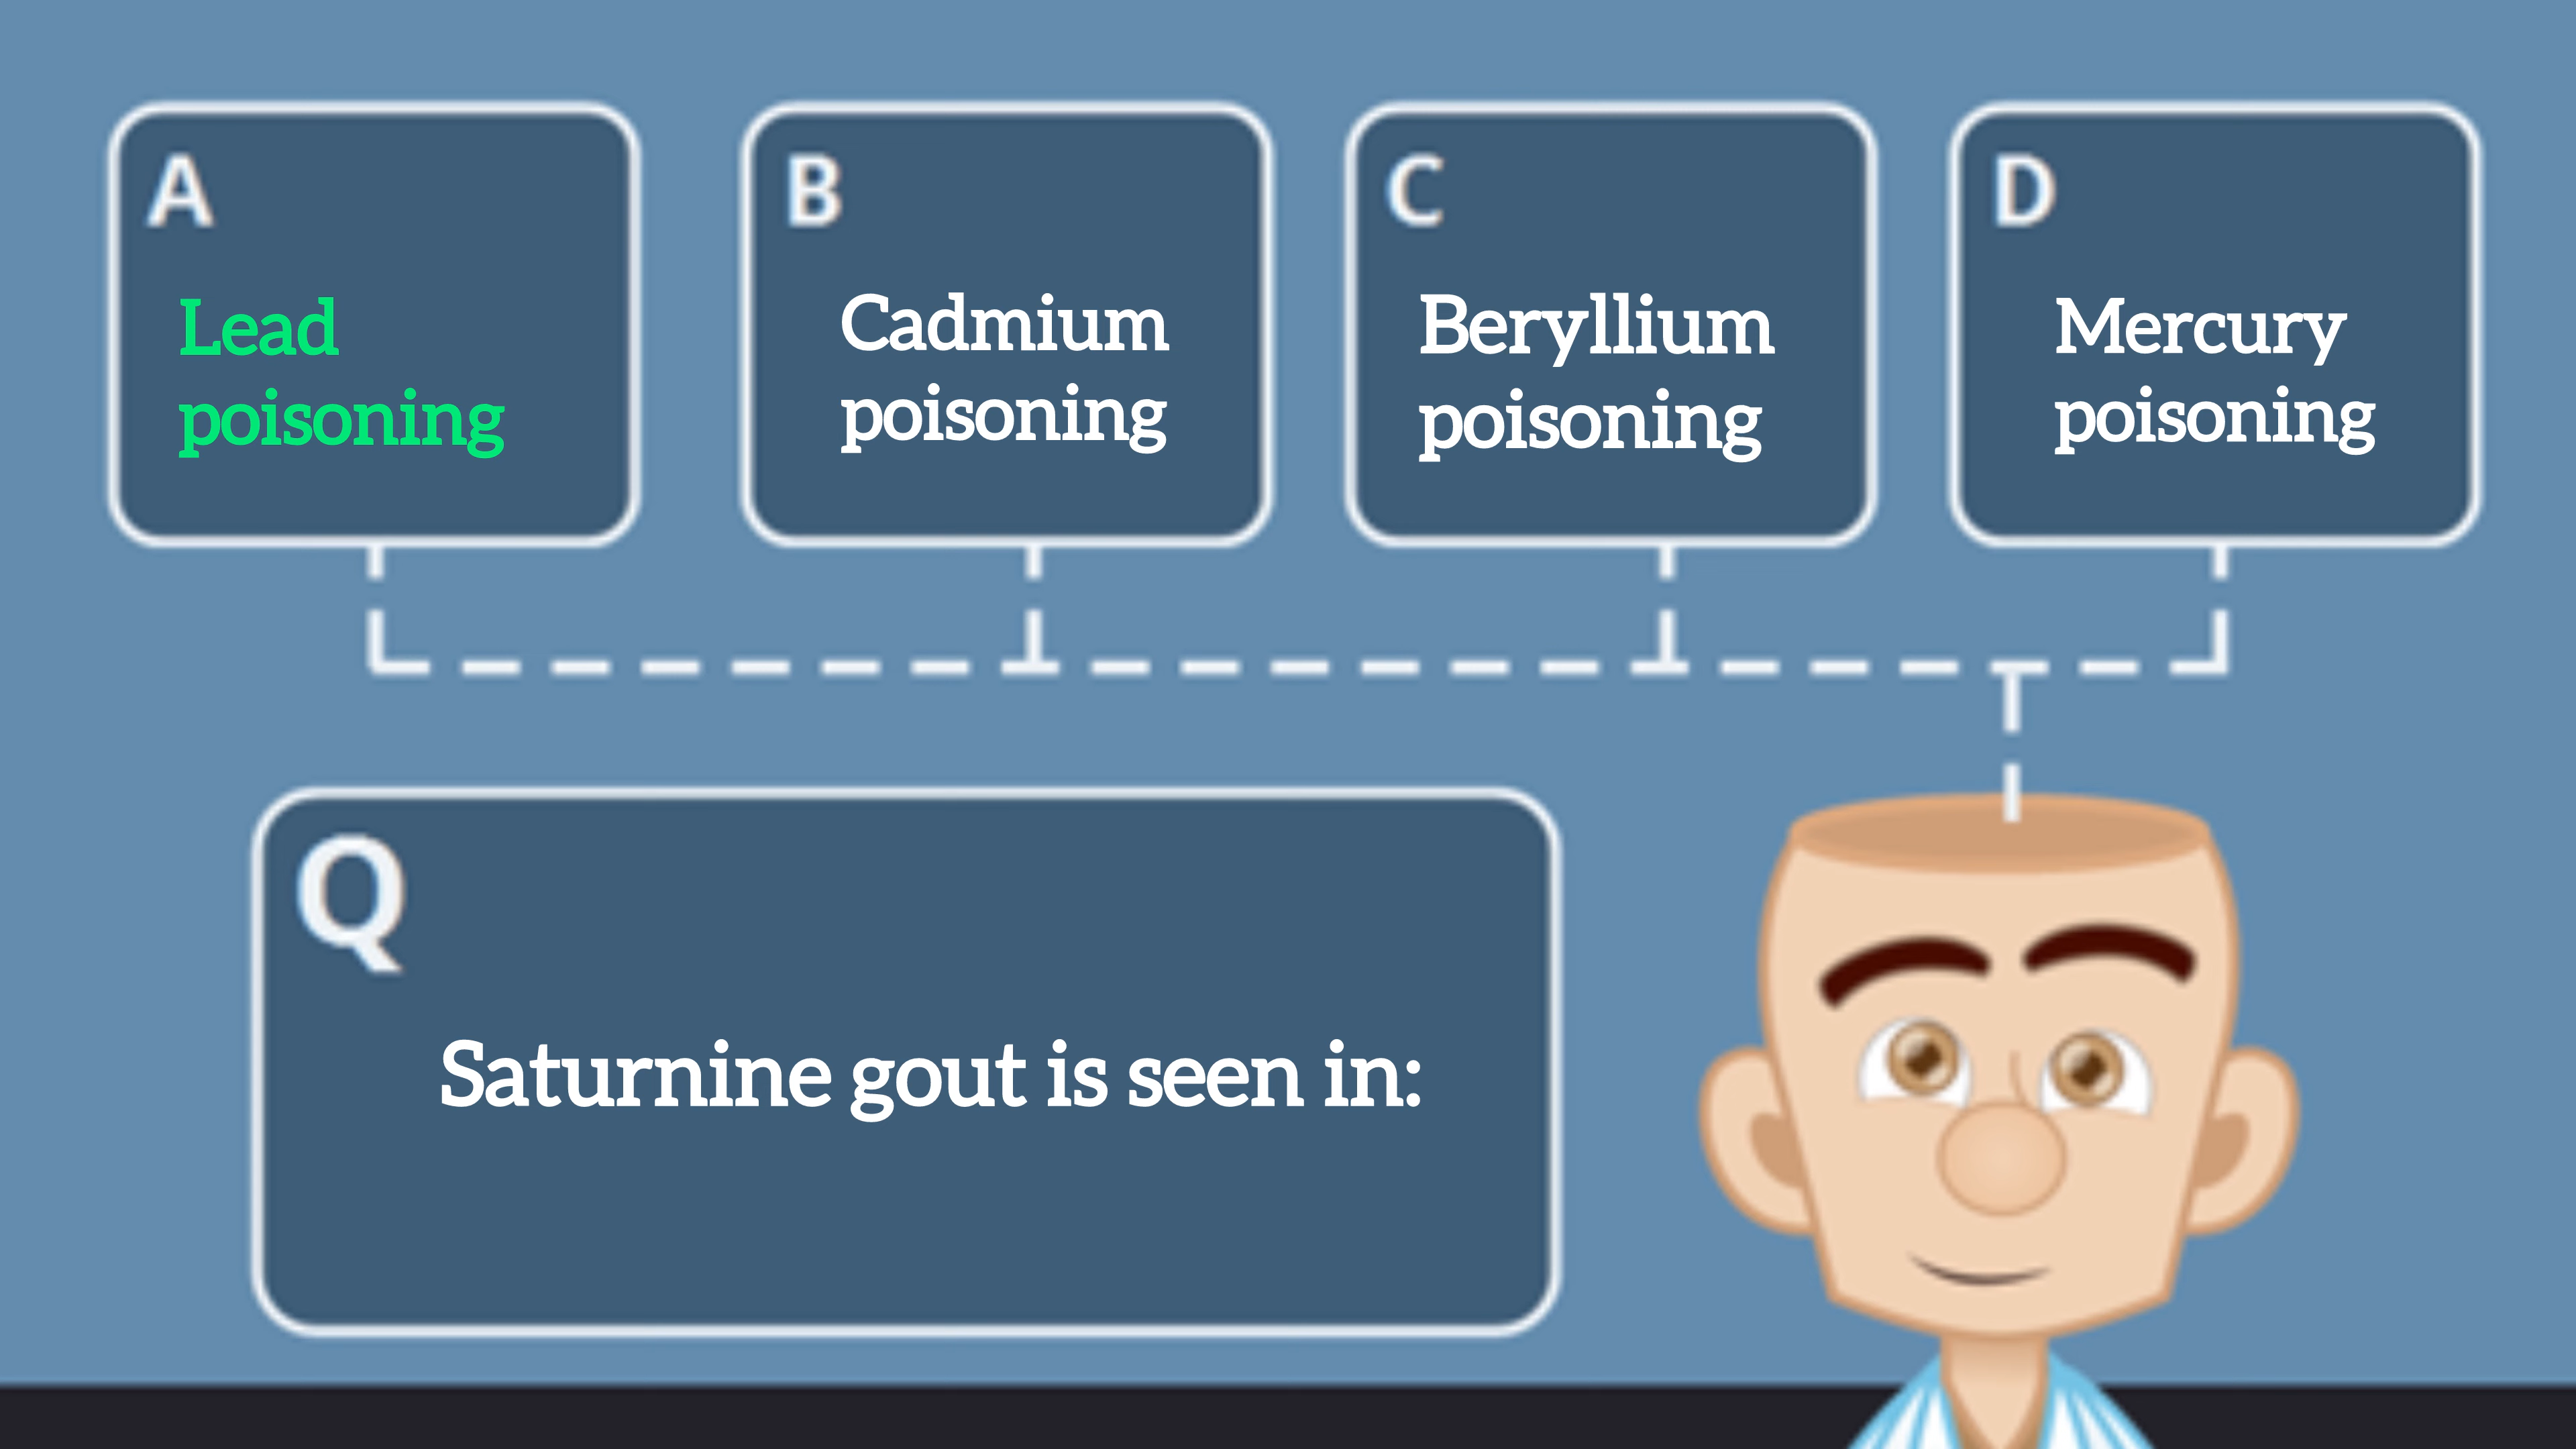 A
Lead
poisoning
B
Cadmium
poisoning
C
Beryllium
poisoning
D
Mercury
poisoning
Q
Saturnine gout is seen in: